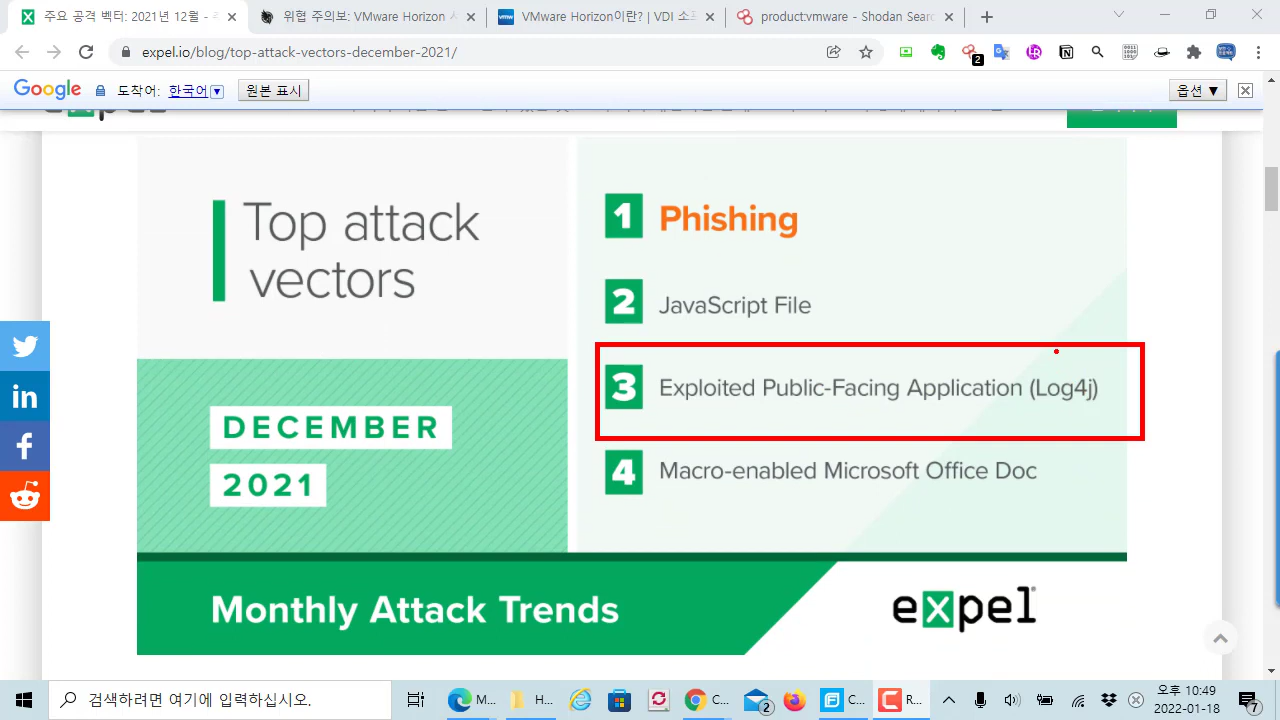 주요 공격 벡터: 2021년 12월 -
위협 주의보: VMware Horizon
VMware Horizon이란? | VDI 소프
product:vmware - Shodan Sear
expel.io/blog/top-attack-vectors-december-2021/
2
Google
도착어: 한국어
원본 표시
옵션 ▼
Top attack
vectors
DECEMBER
2021
1 Phishing
2 JavaScript File
3 Exploited Public-Facing Application (Log4j)
4 Macro-enabled Microsoft Office Doc
Monthly Attack Trends
expel
검색하려면 여기에 입력하십시오.
M...
H...
C...
2
C...
R...
오후 10:49
2022-01-18
7